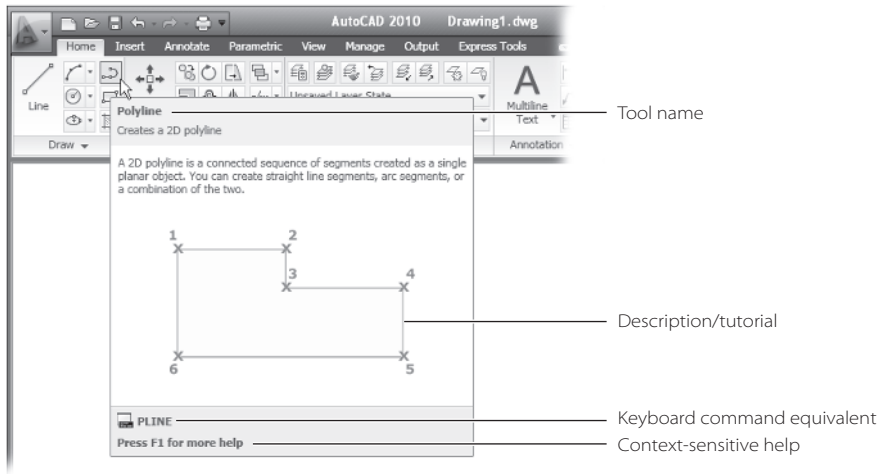 AutoCAD 2010 Drawing1.dwg
Home Insert Annotate Parametric View Manage Output Express Tools
Line
Unsaved Layer State
A
Multiline
Text
Draw
Annotation
Polyline
Creates a 2D polyline
A 2D polyline is a connected sequence of segments created as a single
planar object. You can create straight line segments, arc segments, or
a combination of the two.
1
2
3
4
6
5
PLINE
Press F1 for more help
Tool name
Description/tutorial
Keyboard command equivalent
Context-sensitive help